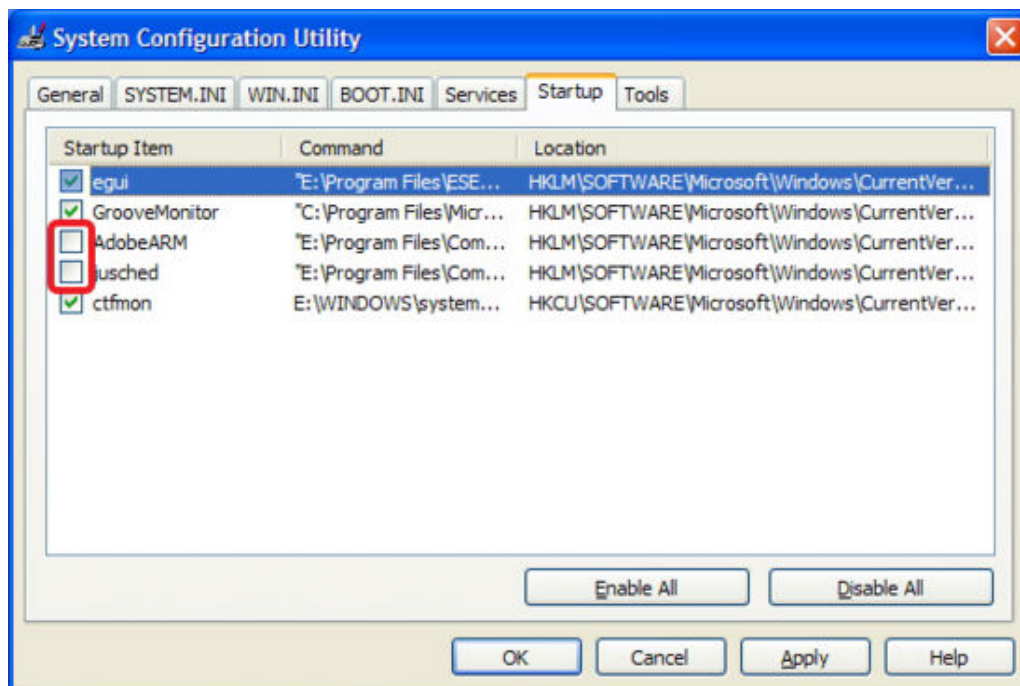 System Configuration Utility
General SYSTEM.INI WIN.INI BOOT.INI Services Startup Tools
Startup Item Command Location
egui "E:\Program Files\ESE... HKLM\SOFTWARE\Microsoft\Windows\CurrentVer...
GrooveMonitor "C:\Program Files\Micr... HKLM\SOFTWARE\Microsoft\Windows\CurrentVer...
AdobeARM "E:\Program Files\Com... HKLM\SOFTWARE\Microsoft\Windows\CurrentVer...
jusched "E:\Program Files\Com... HKLM\SOFTWARE\Microsoft\Windows\CurrentVer...
ctfmon E:\WINDOWS\system... HKCU\SOFTWARE\Microsoft\Windows\CurrentVer...
Enable All Disable All
OK Cancel Apply Help